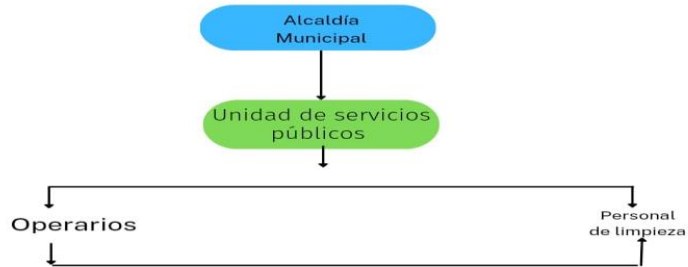 Alcaldía
Municipal
Unidad de servicios
públicos
Operarios
Personal
de limpieza